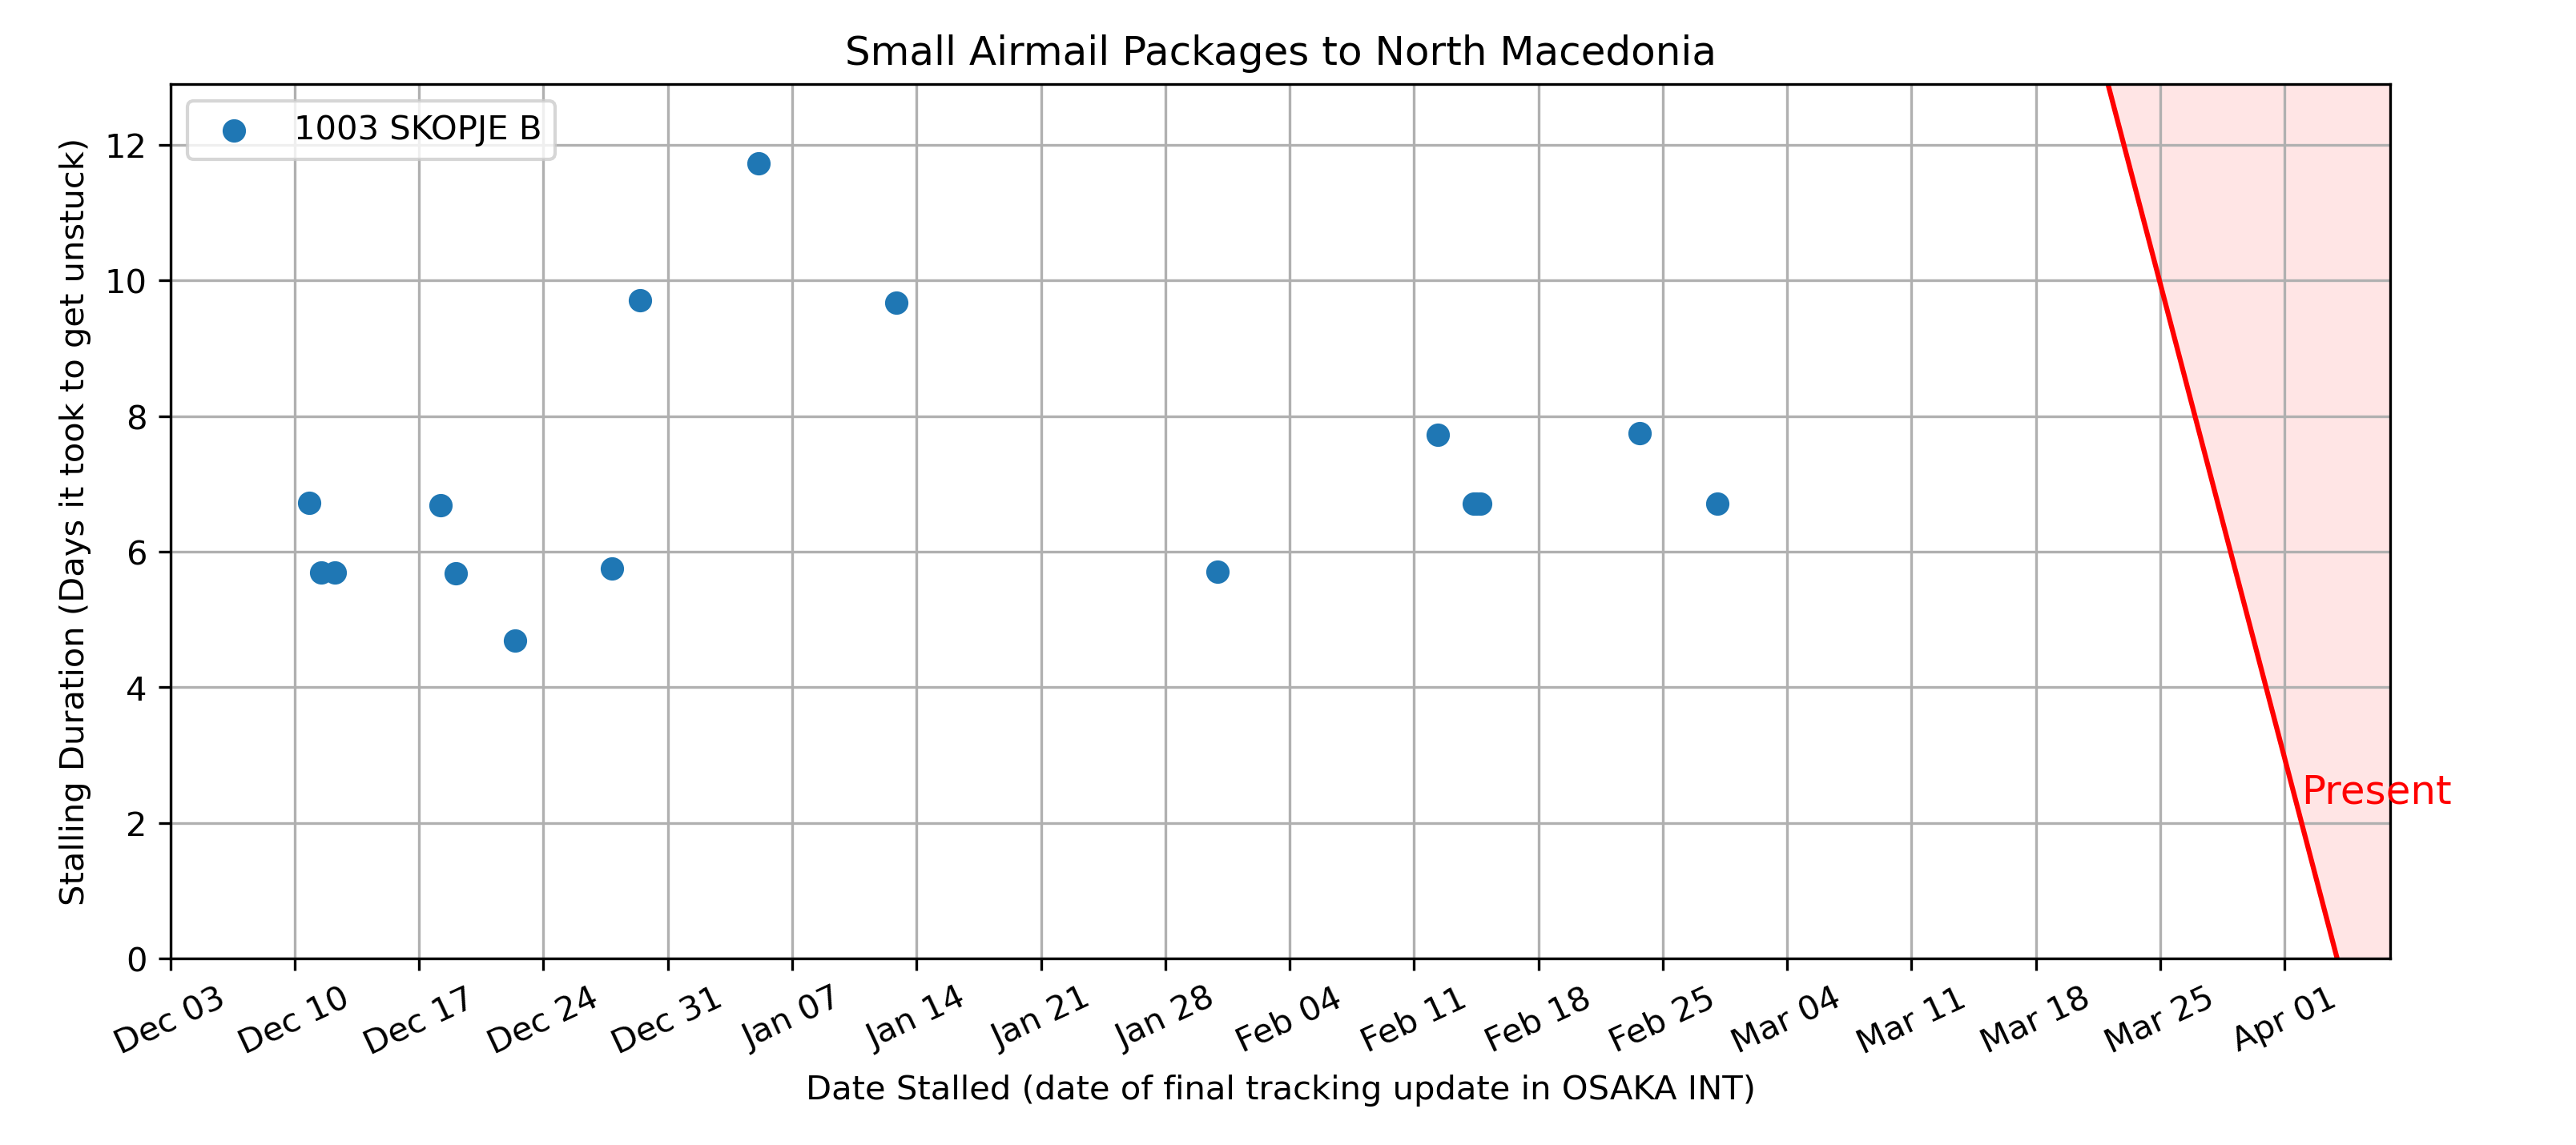 Small Airmail Packages to North Macedonia
1003 SKOPJE B
Stalling Duration (Days it took to get unstuck)
12
10
8
6
4
2
0
Present
Dec 03
Dec 10
Dec 17
Dec 24
Dec 31
Jan 07
Jan 14
Jan 21
Jan 28
Feb 04
Feb 11
Feb 18
Feb 25
Mar 04
Mar 11
Mar 18
Mar 25
Apr 01
Date Stalled (date of final tracking update in OSAKA INT)